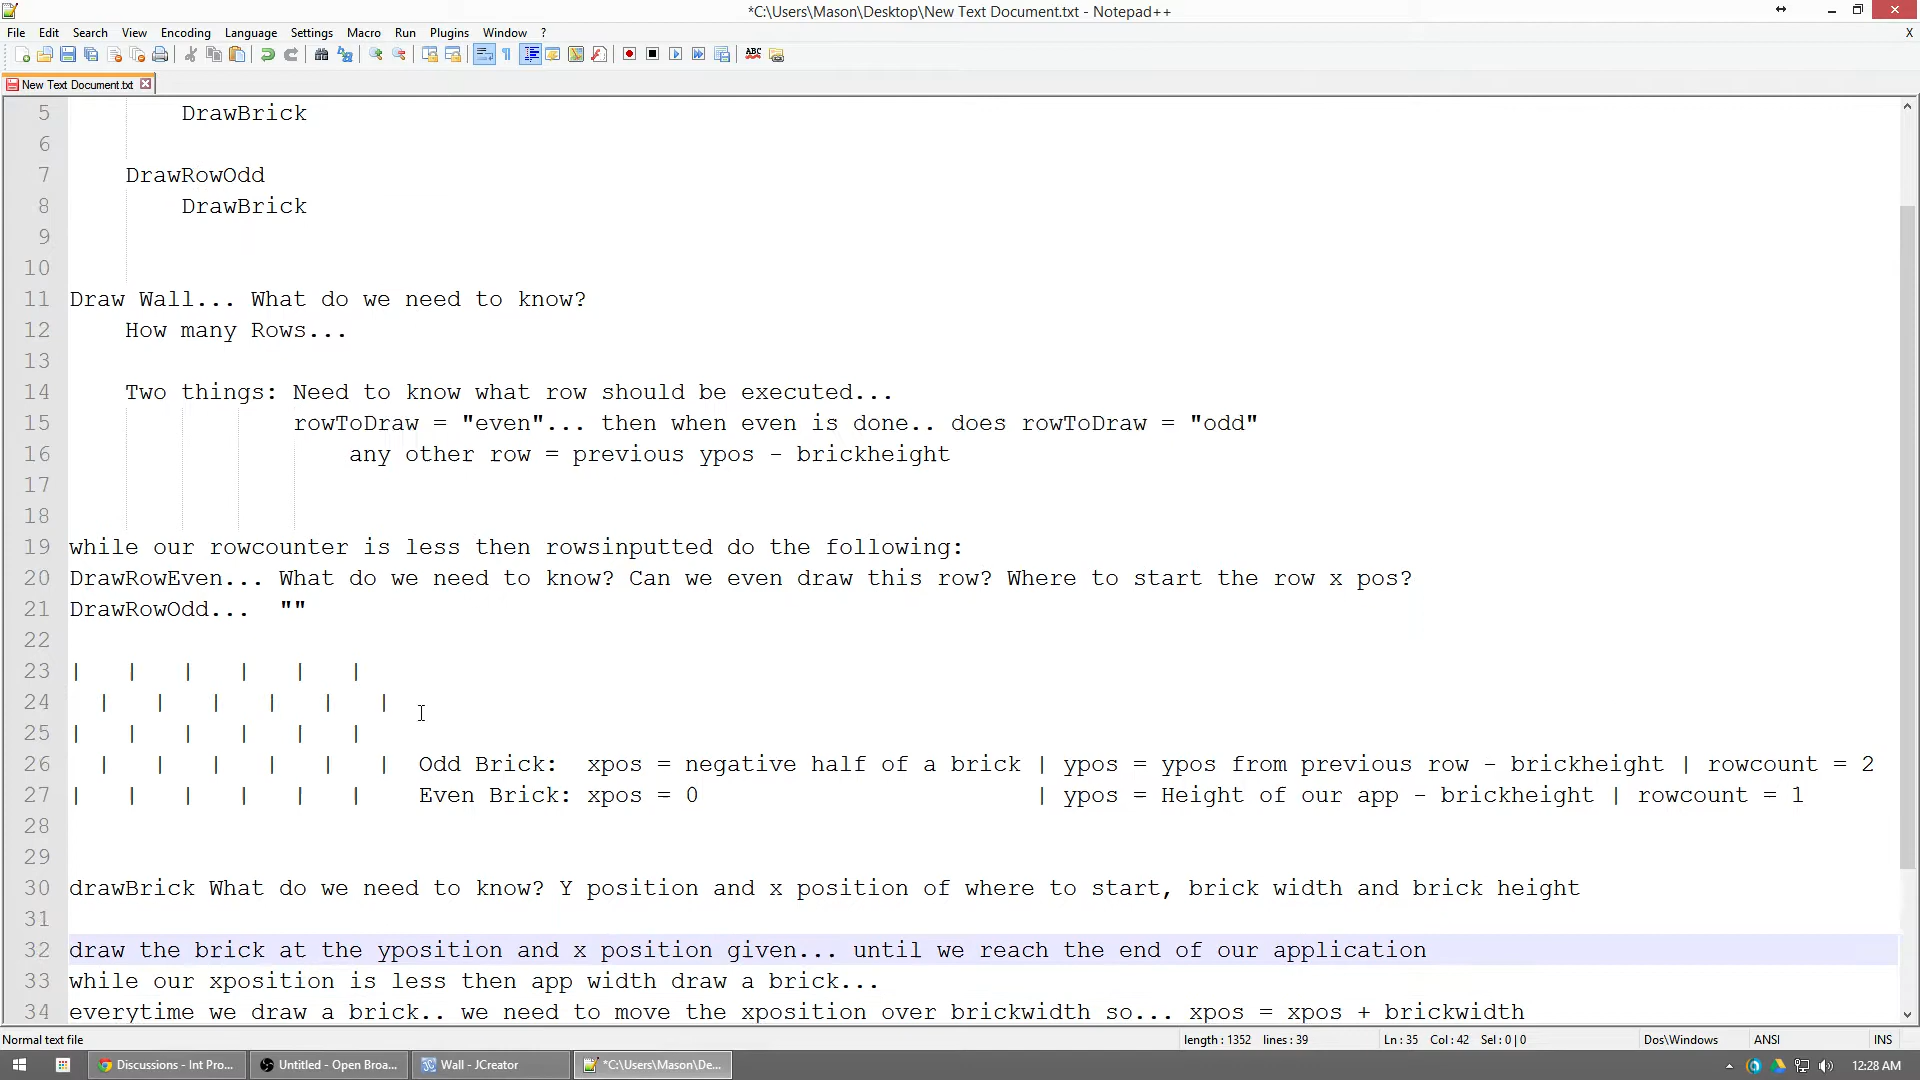 *C:\Users\Mason\Desktop\New Text Document.txt - Notepad++
File Edit Search View Encoding Language Settings Macro Run Plugins Window ? X
ABC
New Text Document.txt
5 DrawBrick
6
7 DrawRowOdd
8 DrawBrick
9
10
11 Draw Wall... What do we need to know?
12 How many Rows...
13
14 Two things: Need to know what row should be executed...
15 rowToDraw = "even"... then when even is done.. does rowToDraw = "odd"
16 any other row = previous ypos - brickheight
17
18
19 while our rowcounter is less then rowsinputted do the following:
20 DrawRowEven... What do we need to know? Can we even draw this row? Where to start the row x pos?
21 DrawRowOdd... ""
22
23 | | | | | |
24 | | | | | |
25 | | | | | |
26 | | | | | | Odd Brick: xpos = negative half of a brick | ypos = ypos from previous row - brickheight | rowcount = 2
27 | | | | | | Even Brick: xpos = 0 | ypos = Height of our app - brickheight | rowcount = 1
28
29
30 drawBrick What do we need to know? Y position and x position of where to start, brick width and brick height
31
32 draw the brick at the yposition and x position given... until we reach the end of our application
33 while our xposition is less then app width draw a brick...
34 everytime we draw a brick.. we need to move the xposition over brickwidth so... xpos = xpos + brickwidth
Normal text file length : 1352 lines : 39 Ln : 35 Col : 42 Sel : 0 | 0 Dos\Windows ANSI INS
Discussions - Int Pro... Untitled - Open Broa... Wall - JCreator *C:\Users\Mason\De... 12:28 AM